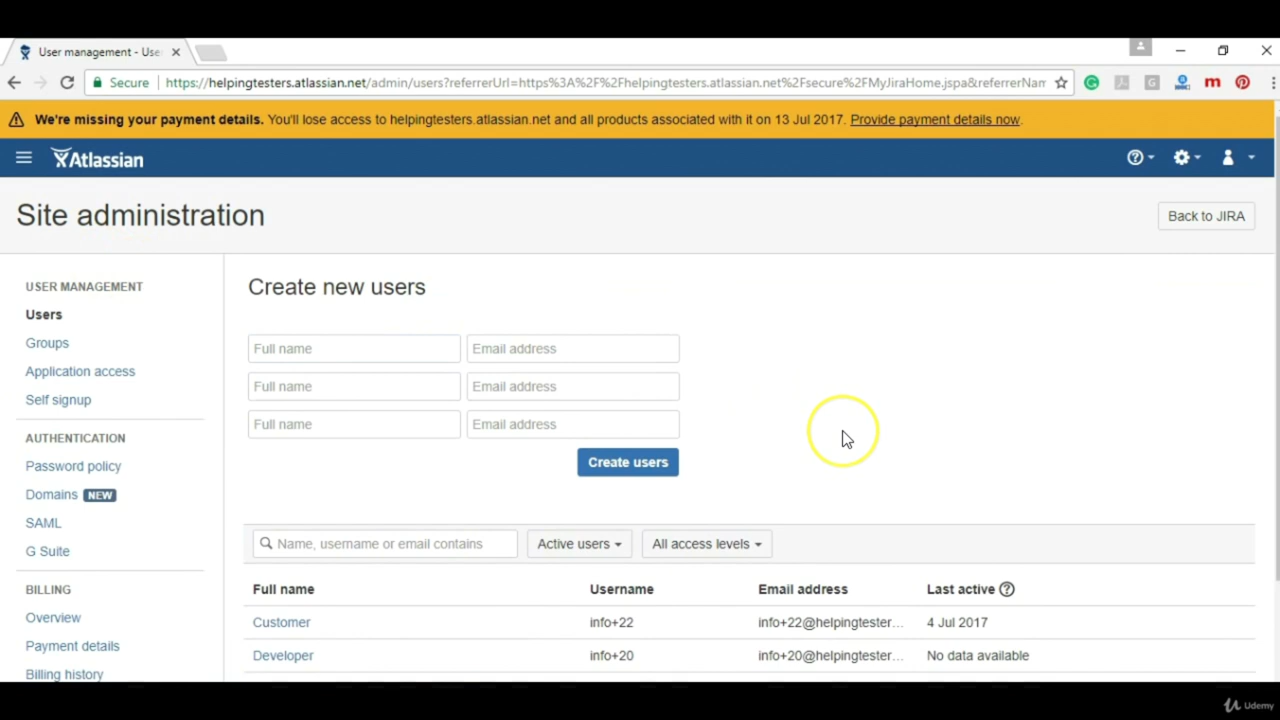 User management - Use
Secure https://helpingtesters.atlassian.net/admin/users?referrerUrl=https%3A%2F%2Fhelpingtesters.atlassian.net%2Fsecure%2FMyJiraHome.jspa&referrerNam
We're missing your payment details. You'll lose access to helpingtesters.atlassian.net and all products associated with it on 13 Jul 2017. Provide payment details now.
Atlassian
Site administration
Back to JIRA
USER MANAGEMENT
Users
Groups
Application access
Self signup
AUTHENTICATION
Password policy
Domains NEW
SAML
G Suite
BILLING
Overview
Payment details
Billing history
Create new users
Full name Email address
Full name Email address
Full name Email address
Create users
Name, username or email contains Active users All access levels
Full name Username Email address Last active
Customer info+22 info+22@helpingtester... 4 Jul 2017
Developer info+20 info+20@helpingtester... No data available
Udemy